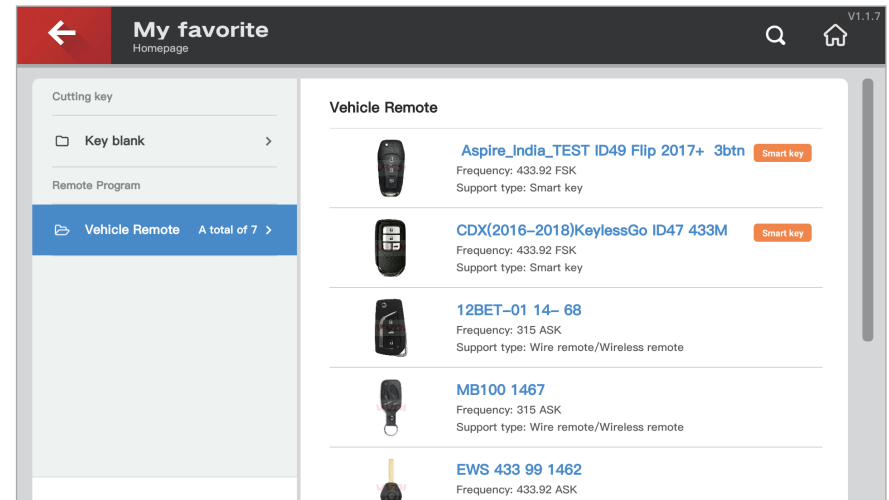 My favorite
Homepage
V1.1.7
Cutting key
Key blank
Remote Program
Vehicle Remote A total of 7
Vehicle Remote
Aspire_India_TEST ID49 Flip 2017+ 3btn Smart key
Frequency: 433.92 FSK
Support type: Smart key
CDX(2016–2018)KeylessGo ID47 433M Smart key
Frequency: 433.92 FSK
Support type: Smart key
12BET–01 14– 68
Frequency: 315 ASK
Support type: Wire remote/Wireless remote
MB100 1467
Frequency: 315 ASK
Support type: Wire remote/Wireless remote
EWS 433 99 1462
Frequency: 433.92 ASK